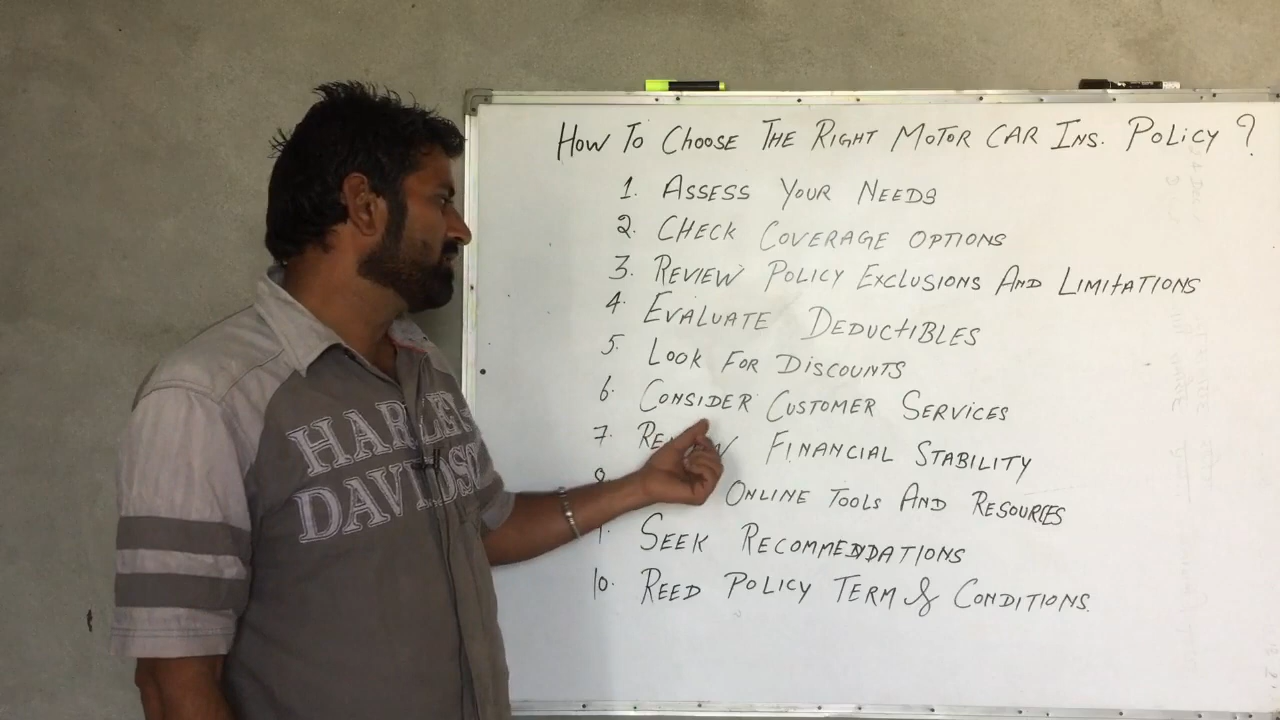 How To Choose The Right Motor Car Ins. Policy ?
1. Assess Your Needs
2. Check Coverage Options
3. Review Policy Exclusions And Limitations
4. Evaluate Deductibles
5. Look For Discounts
6. Consider Customer Services
7. Financial Stability
Online Tools And Resources
Seek Recommendations
10. Reed Policy Term & Conditions.
HARLEY
DAVIDSO